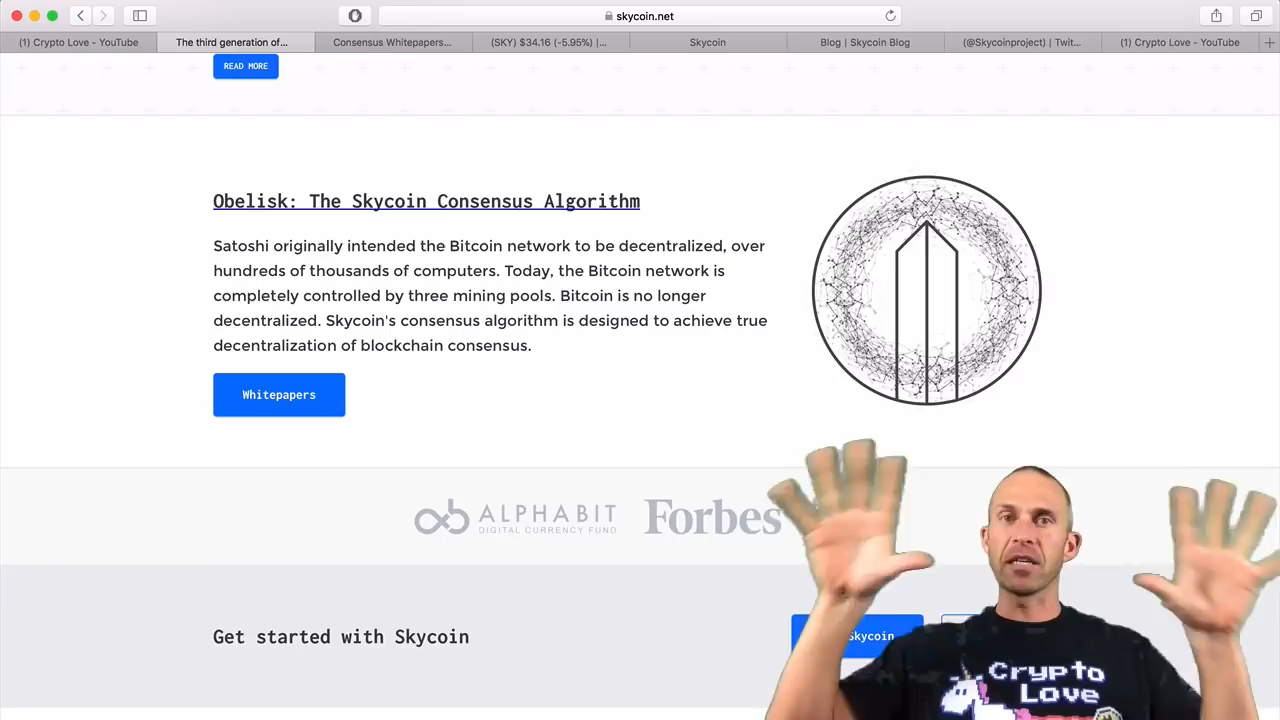 skycoin.net
(1) Crypto Love - YouTube
The third generation of...
Consensus Whitepapers...
(SKY) $34.16 (-5.95%) |...
Skycoin
Blog | Skycoin Blog
(@Skycoinproject) | Twit...
(1) Crypto Love - YouTube
READ MORE
Obelisk: The Skycoin Consensus Algorithm
Satoshi originally intended the Bitcoin network to be decentralized, over
hundreds of thousands of computers. Today, the Bitcoin network is
completely controlled by three mining pools. Bitcoin is no longer
decentralized. Skycoin's consensus algorithm is designed to achieve true
decentralization of blockchain consensus.
Whitepapers
ALPHABIT
DIGITAL CURRENCY FUND
Forbes
Get started with Skycoin
Skycoin
Crypto
Love